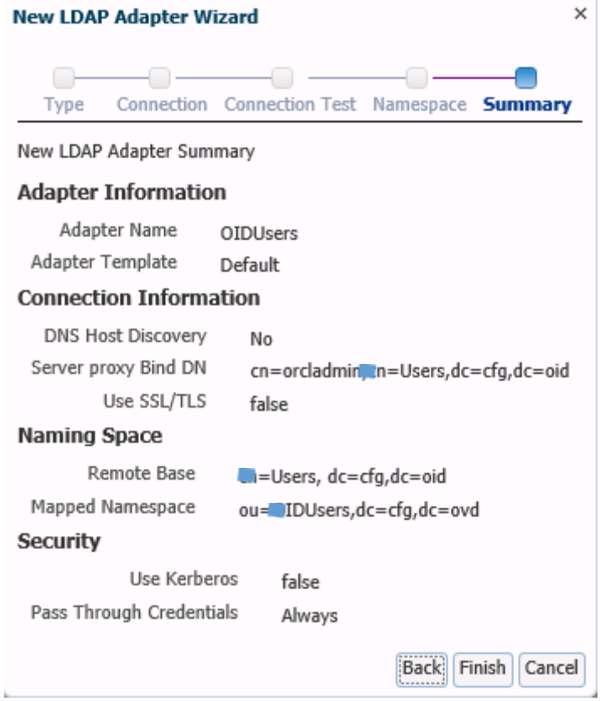 New LDAP Adapter Wizard ×
Type Connection Connection Test Namespace Summary
New LDAP Adapter Summary
Adapter Information
Adapter Name OIDUsers
Adapter Template Default
Connection Information
DNS Host Discovery No
Server proxy Bind DN cn=orcladmin, n=Users,dc=cfg,dc=oid
Use SSL/TLS false
Naming Space
Remote Base =Users, dc=cfg,dc=oid
Mapped Namespace ou= IDUsers,dc=cfg,dc=ovd
Security
Use Kerberos false
Pass Through Credentials Always
Back Finish Cancel